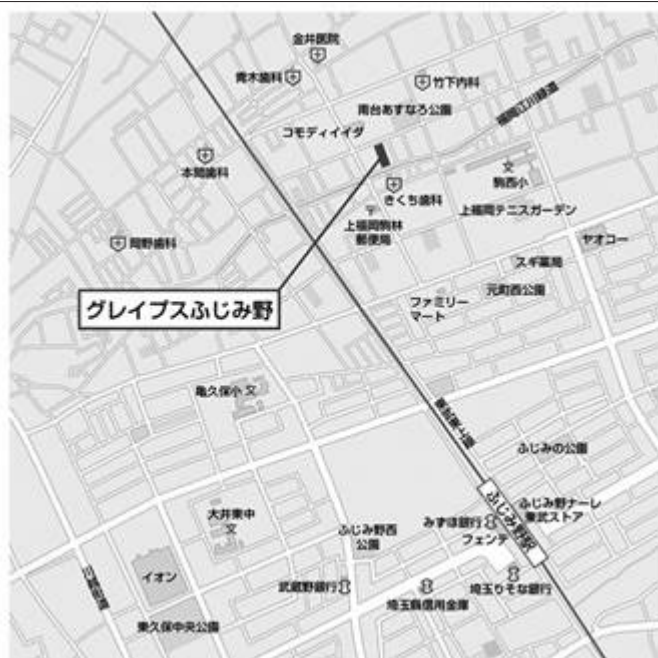 金井医院
青木歯科
竹下内科
南台あすなろ公園
福岡江川緑道
コモディイイダ
本間歯科
駒西小
きくち歯科
上福岡テニスガーデン
上福岡駒林
郵便局
岡野歯科
ヤオコー
スギ薬局
元町西公園
グレイプスふじみ野
ファミリー
マート
亀久保小
東武東上線
ふじみの公園
ふじみ野駅
ふじみ野ナーレ
東武ストア
大井東中
ふじみ野西
公園
みずほ銀行
フェンテ
イオン
武蔵野銀行
埼玉縣信用金庫
埼玉りそな銀行
東久保中央公園